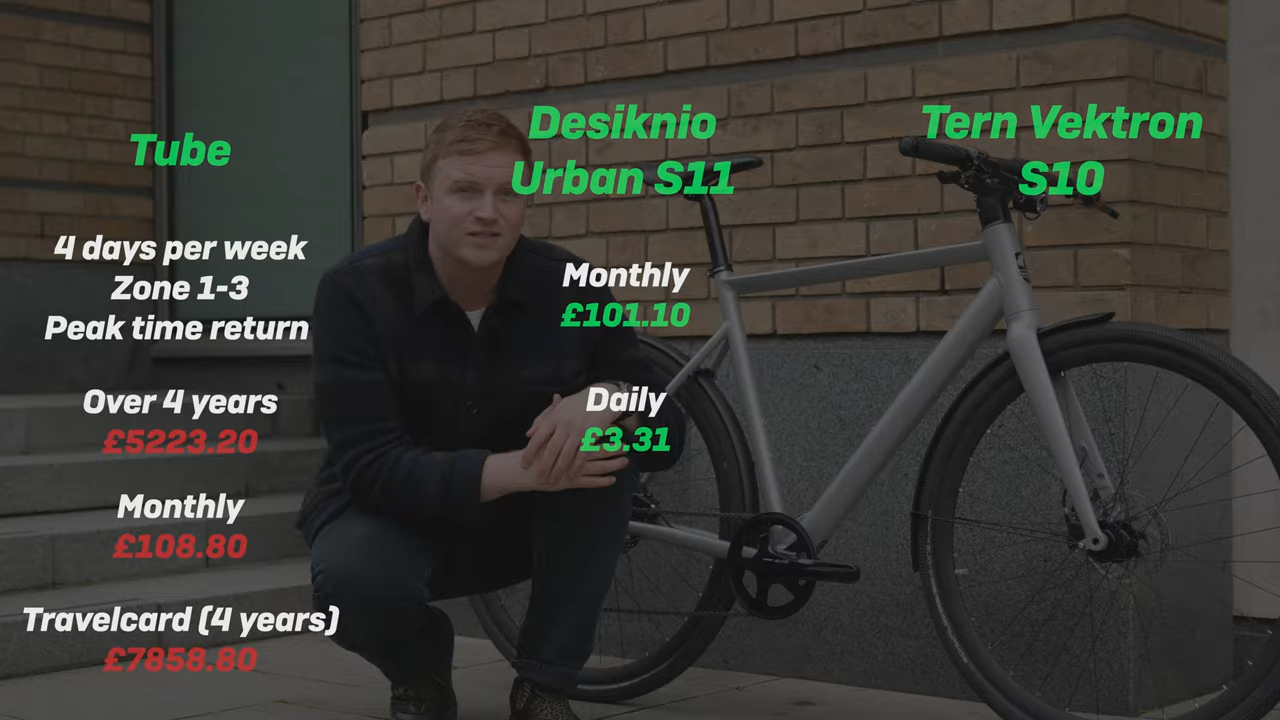 Tube
4 days per week
Zone 1-3
Peak time return
Over 4 years
£5223.20
Monthly
£108.80
Travelcard (4 years)
£7858.80
Desiknio
Urban S11
Monthly
£101.10
Daily
£3.31
Tern Vektron
S10